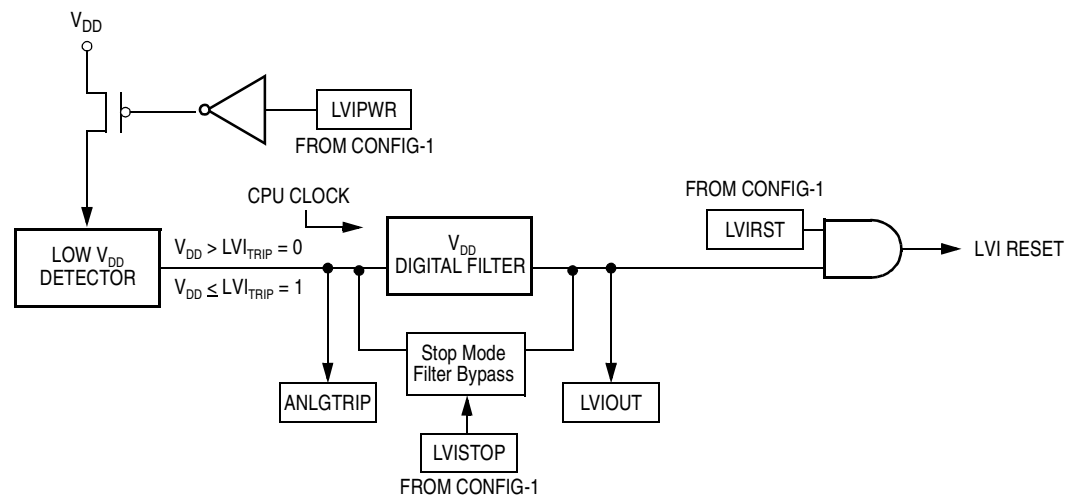 VDD
LVIPWR
FROM CONFIG-1
CPU CLOCK
FROM CONFIG-1
LVIRST
LOW VDD
DETECTOR
VDD > LVITRIP = 0
VDD ≤ LVITRIP = 1
VDD
DIGITAL FILTER
LVI RESET
Stop Mode
Filter Bypass
ANLGTRIP
LVIOUT
LVISTOP
FROM CONFIG-1